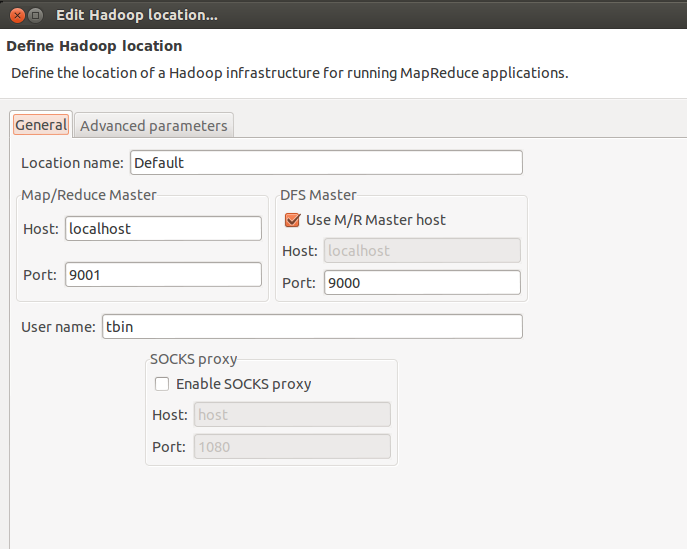 Edit Hadoop location...
Define Hadoop location
Define the location of a Hadoop infrastructure for running MapReduce applications.
General Advanced parameters
Location name: Default
Map/Reduce Master
Host: localhost
Port: 9001
DFS Master
Use M/R Master host
Host: localhost
Port: 9000
User name: tbin
SOCKS proxy
Enable SOCKS proxy
Host: host
Port: 1080